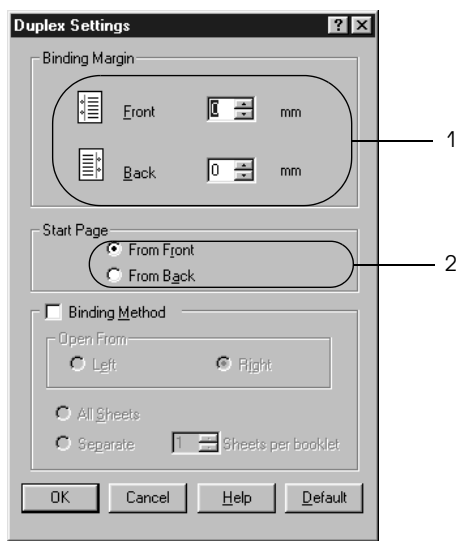 Duplex Settings
Binding Margin
Front 0 mm
1
Back 0 mm
Start Page
From Front
2
From Back
Binding Method
Open From
Left Right
All Sheets
Separate 1 Sheets per booklet
OK Cancel Help Default